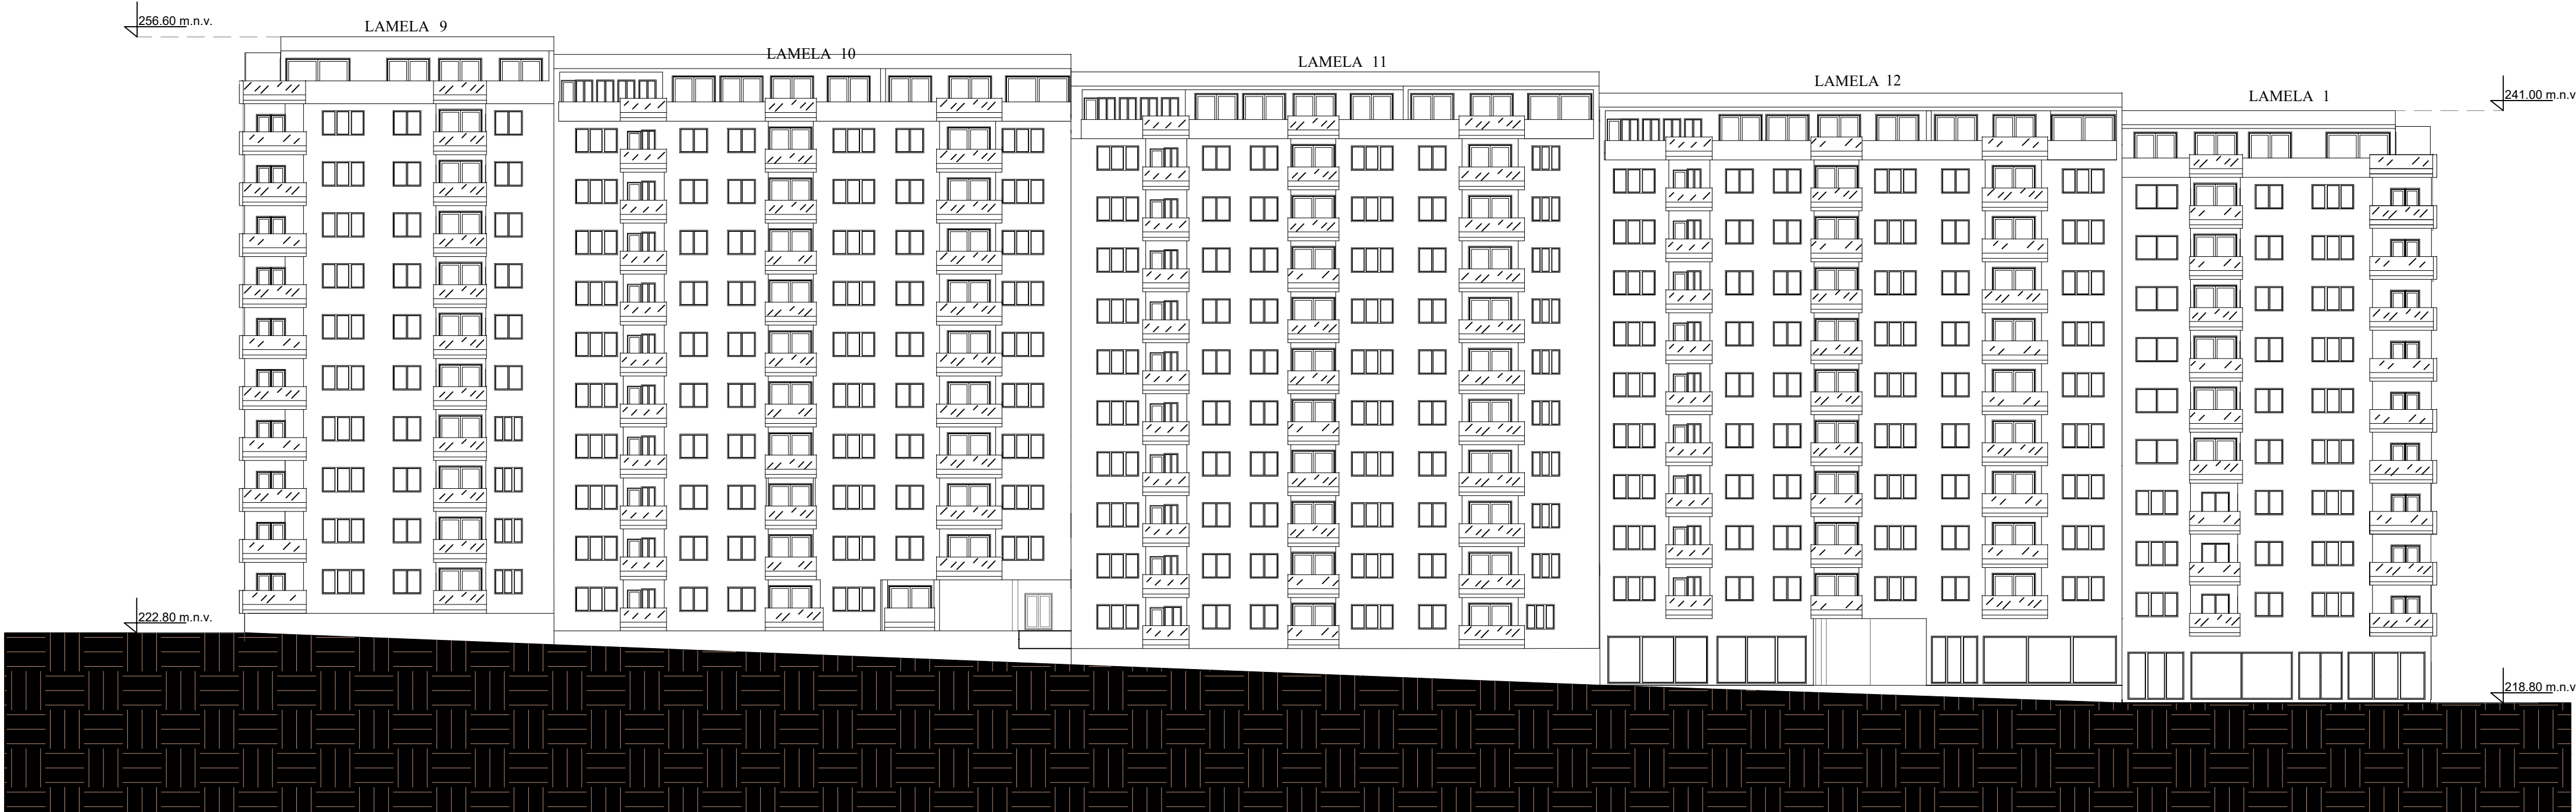 256.60 m.n.v.
LAMELA 9
LAMELA 10
LAMELA 11
LAMELA 12
LAMELA 1
241.00 m.n.v
222.80 m.n.v.
218.80 m.n.v